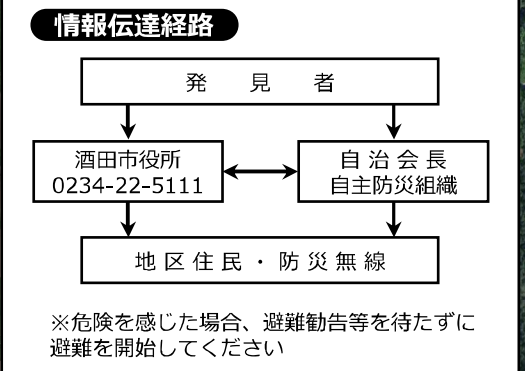 情報伝達経路
発見者
酒田市役所
0234-22-5111
自治会長
自主防災組織
地区住民・防災無線
※危険を感じた場合、避難勧告等を待たずに
避難を開始してください